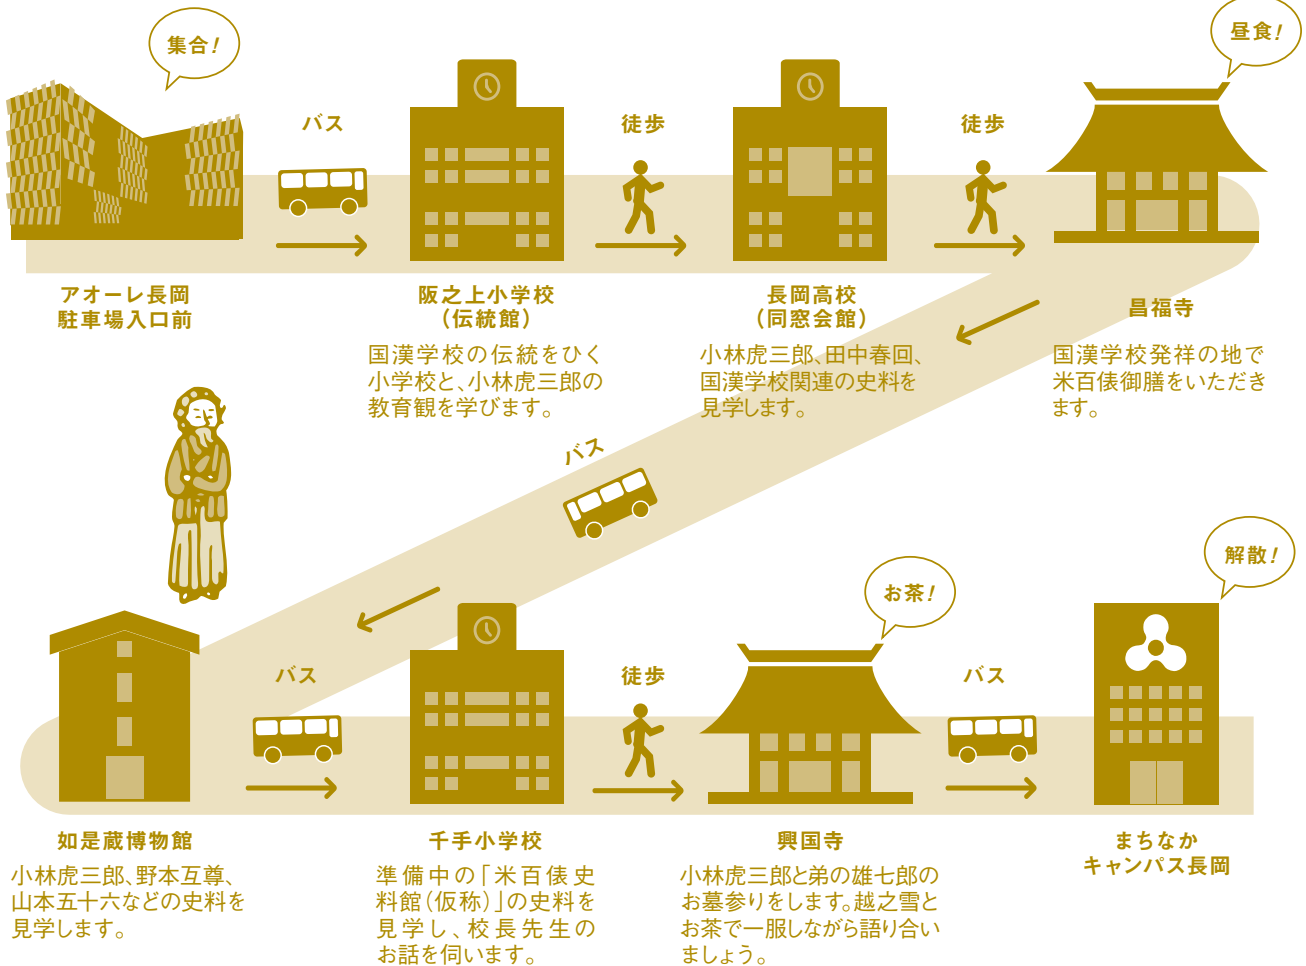 集合!
バス
徒歩
徒歩
昼食!
アオーレ長岡
駐車場入口前
阪之上小学校
（伝統館）
国漢学校の伝統をひく
小学校と、小林虎三郎の
教育観を学びます。
長岡高校
（同窓会館）
小林虎三郎、田中春回、
国漢学校関連の史料を
見学します。
昌福寺
国漢学校発祥の地で
米百俵御膳をいただき
ます。
バス
バス
徒歩
お茶!
バス
解散!
如是蔵博物館
小林虎三郎、野本互尊、
山本五十六などの史料を
見学します。
千手小学校
準備中の「米百俵史
料館（仮称）」の史料を
見学し、校長先生の
お話を伺います。
興国寺
小林虎三郎と弟の雄七郎の
お墓参りをします。越之雪と
お茶で一服しながら語り合い
ましょう。
まちなか
キャンパス長岡